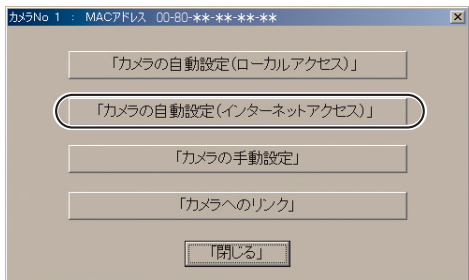 カメラNo 1 : MACアドレス 00-80-**-**-**-**
「カメラの自動設定(ローカルアクセス)」
「カメラの自動設定(インターネットアクセス)」
「カメラの手動設定」
「カメラへのリンク」
「閉じる」